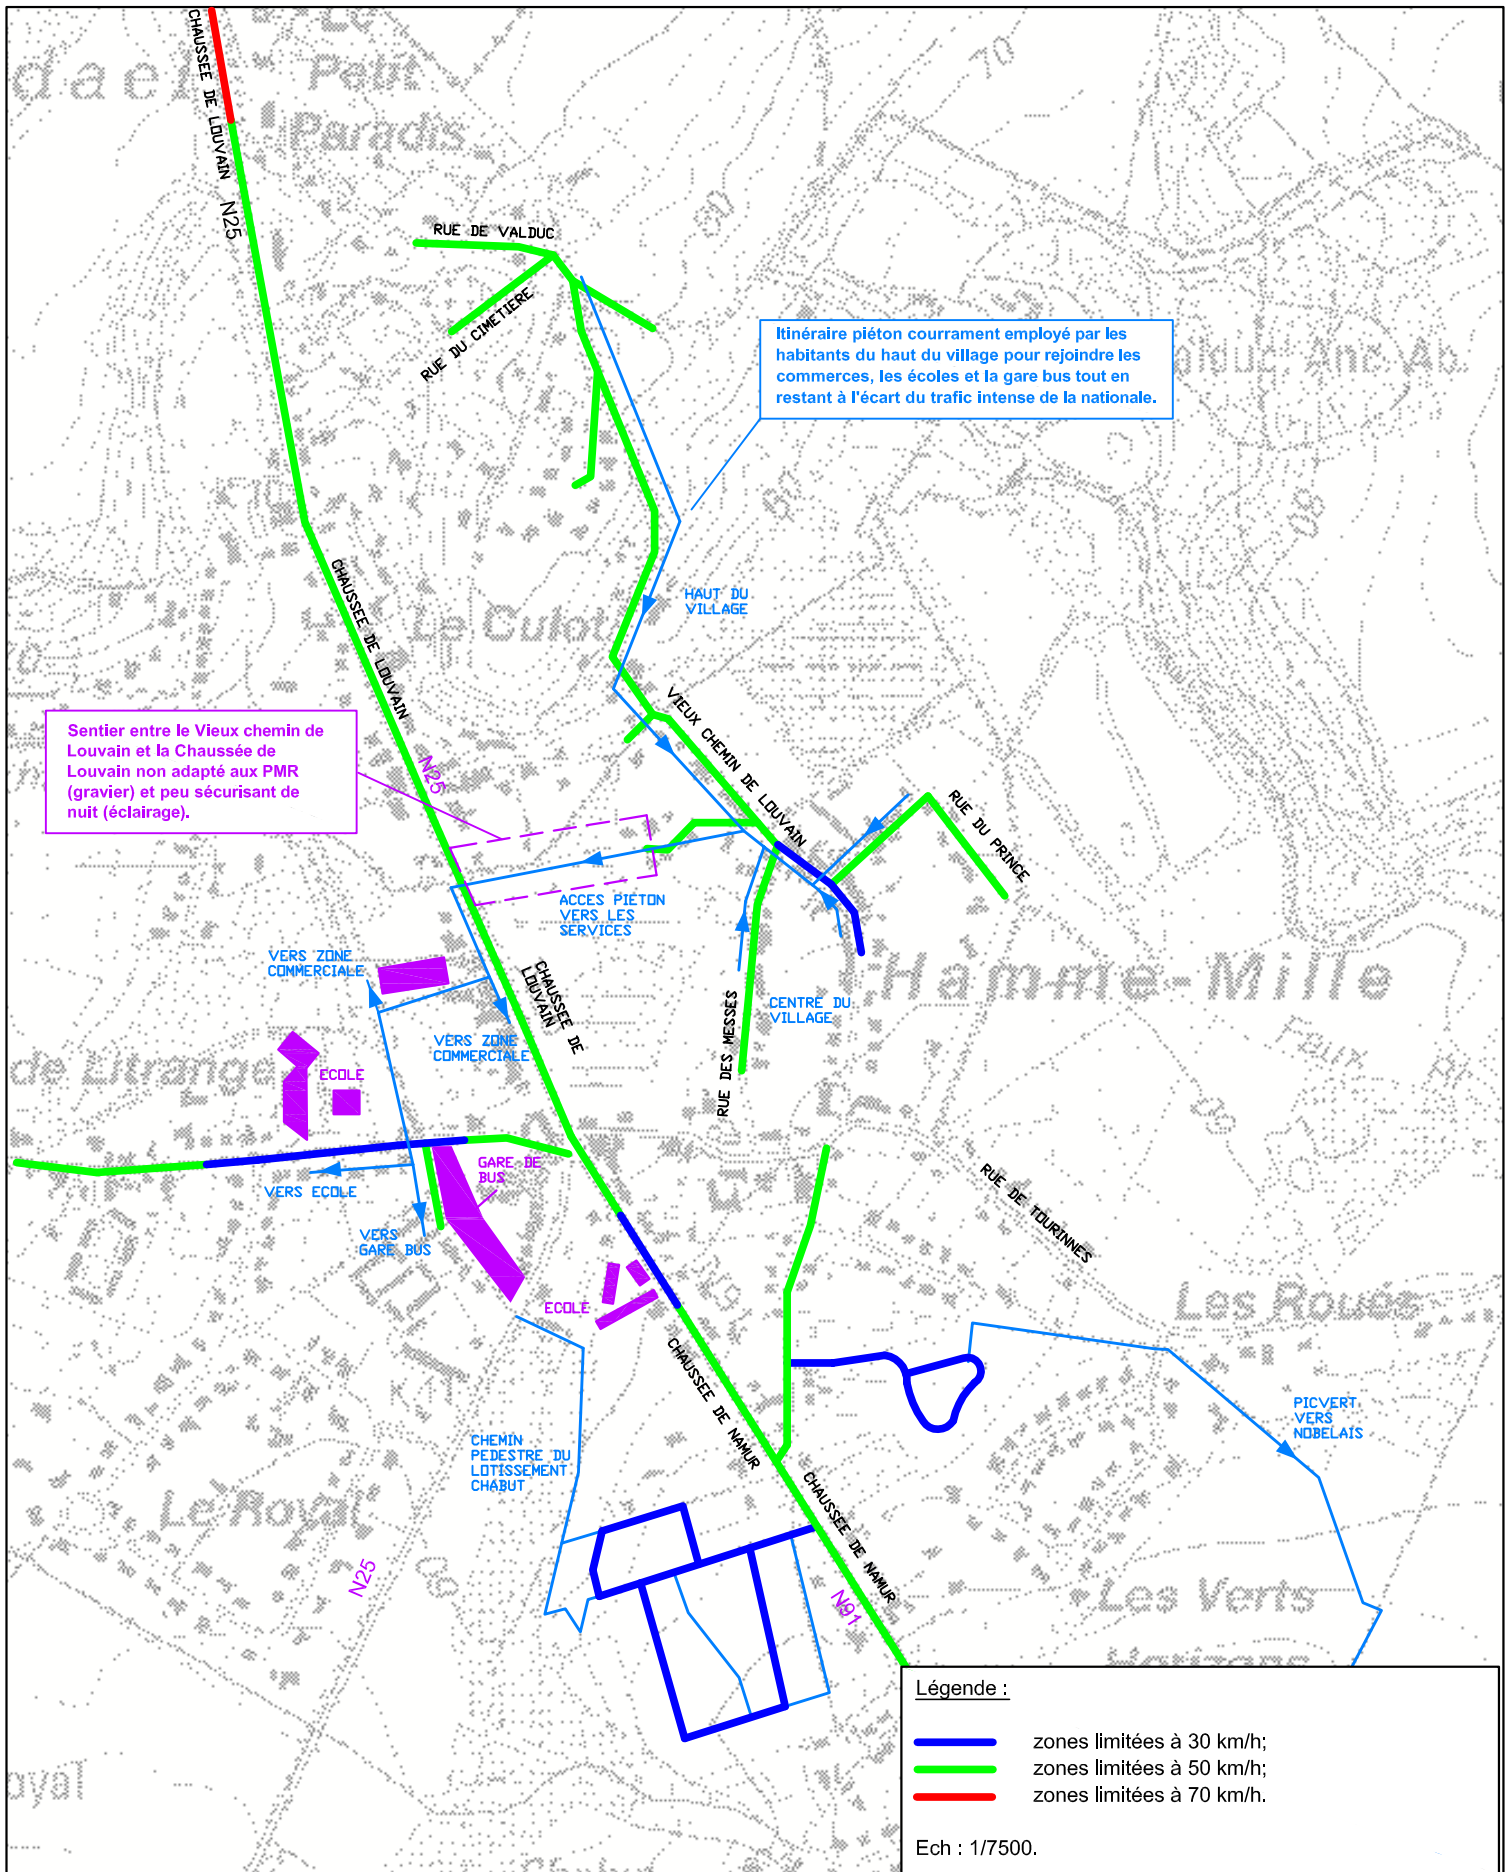 CHAUSSEE DE LOUVAIN
N25
Le
Petit
Paradis
70
60
RUE DE VALDUC
RUE DU CIMETIERE
Itinéraire piéton courrament employé par les
habitants du haut du village pour rejoindre les
commerces, les écoles et la gare bus tout en
restant à l'écart du trafic intense de la nationale.
Ab.
CHAUSSEE DE LOUVAIN
Le Culot
HAUT DU
VILLAGE
VIEUX CHEMIN DE LOUVAIN
Sentier entre le Vieux chemin de
Louvain et la Chaussée de
Louvain non adapté aux PMR
(gravier) et peu sécurisant de
nuit (éclairage).
N25
RUE DU PRINCE
ACCES PIETON
VERS LES
SERVICES
VERS ZONE
COMMERCIALE
CHAUSSEE DE
LOUVAIN
Hamme-Mille
RUE DES MESSES
CENTRE DU
VILLAGE
VERS ZONE
COMMERCIALE
ECOLE
GARE DE
BUS
VERS ECOLE
VERS
GARE BUS
RUE DE TOURINNES
ECOLE
Les Roues
CHAUSSEE DE NAMUR
PICVERT
VERS
NOBELAIS
CHEMIN
PEDESTRE DU
LOTISSEMENT
CHABUT
CHAUSSEE DE NAMUR
Le Royal
N25
N91
Les Verts
oyal
Légende :
zones limitées à 30 km/h;
zones limitées à 50 km/h;
zones limitées à 70 km/h.
Ech : 1/7500.